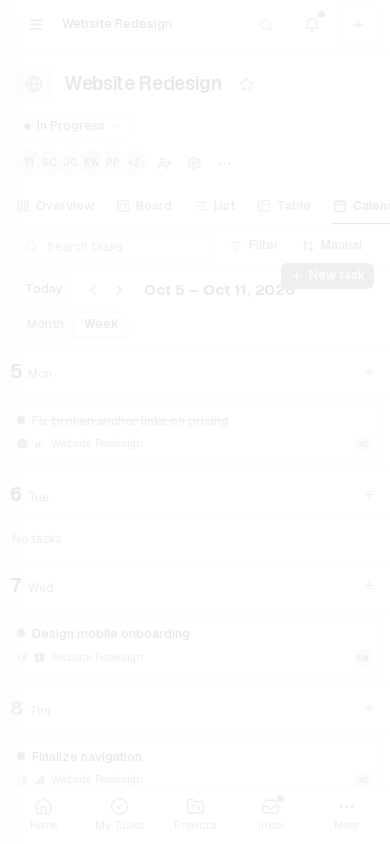 Website Redesign
Website Redesign
In Progress
TR SC JC EW PP +2
Overview Board List Table Calen
Search tasks Filter Manual
New task
Today Oct 5 – Oct 11, 2026
Month Week
5 Mon
Fix broken anchor links on pricing
Website Redesign JC
6 Tue
No tasks
7 Wed
Design mobile onboarding
Website Redesign EW
8 Thu
Finalize navigation
Website Redesign JC
Home My Tasks Projects Inbox More